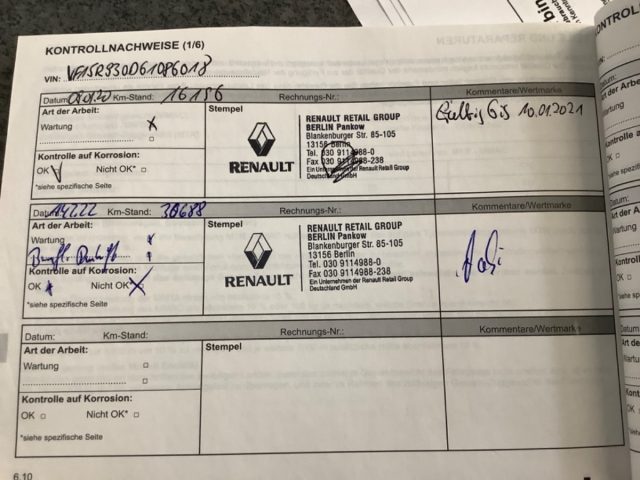 KONTROLLNACHWEISE (1/6)
VIN: VF15R930D61086018
Datum: Km-Stand: 16156 Rechnungs-Nr.: Kommentare/Wertmarke
Art der Arbeit: Stempel
Gültig bis 10.01.2021
Wartung x
Kontrolle auf Korrosion:
OK Nicht OK*
*siehe spezifische Seite
RENAULT
RENAULT RETAIL GROUP
BERLIN Pankow
Blankenburger Str. 85-105
13156 Berlin
Tel. 030 9114988-0
Fax 030 9114988-238
Ein Unternehmen der Renault Retail Group
Deutschland GmbH
Datum: Km-Stand: 30688 Rechnungs-Nr.: Kommentare/Wertmarke
Art der Arbeit: Stempel
Wartung x
Kontrolle auf Korrosion:
OK x Nicht OK* x
*siehe spezifische Seite
RENAULT
RENAULT RETAIL GROUP
BERLIN Pankow
Blankenburger Str. 85-105
13156 Berlin
Tel. 030 9114988-0
Fax 030 9114988-238
Ein Unternehmen der Renault Retail Group
Deutschland GmbH
Datum: Km-Stand: Rechnungs-Nr.: Kommentare/Wertmarke
Art der Arbeit: Stempel
Wartung
Kontrolle auf Korrosion:
OK Nicht OK*
*siehe spezifische Seite
6.10